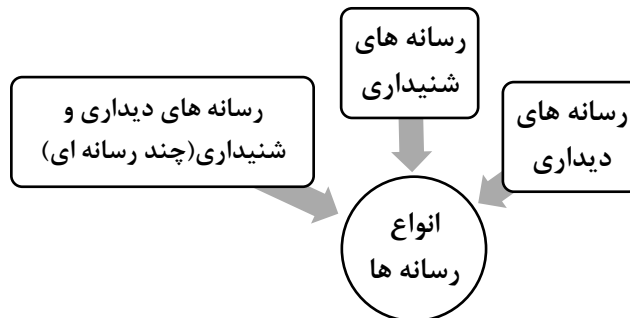 رسانه های
شنیداری
رسانه های
دیداری
رسانه های دیداری و
شنیداری(چند رسانه ای)
انواع
رسانه ها